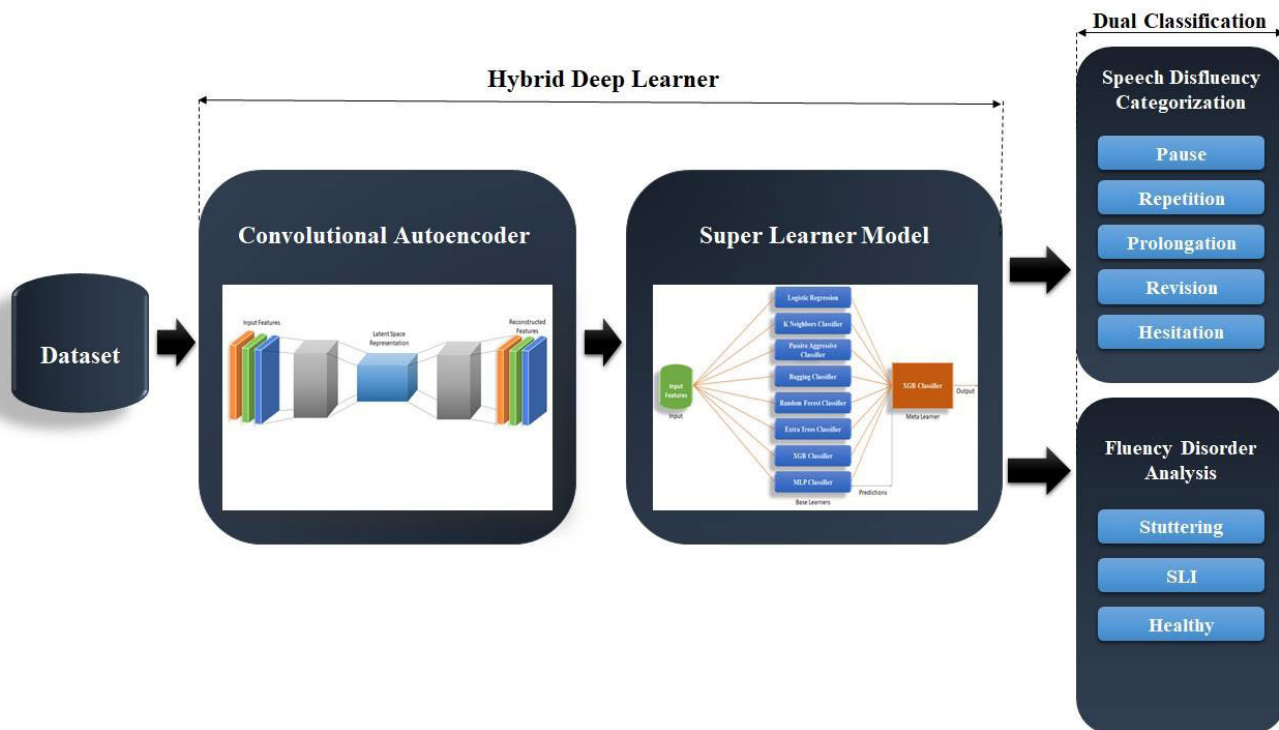 Dual Classification
Hybrid Deep Learner
Dataset
Convolutional Autoencoder
Input Features
Latent Space
Representation
Reconstructed
Features
Super Learner Model
Input
Features
Input
Logistic Regression
K Neighbors Classifier
Passive Aggressive
Classifier
Bagging Classifier
Random Forest Classifier
Extra Trees Classifier
XGB Classifier
MLP Classifier
Base Learners
Predictions
XGB Classifier
Meta Learner
Output
Speech Disfluency
Categorization
Pause
Repetition
Prolongation
Revision
Hesitation
Fluency Disorder
Analysis
Stuttering
SLI
Healthy